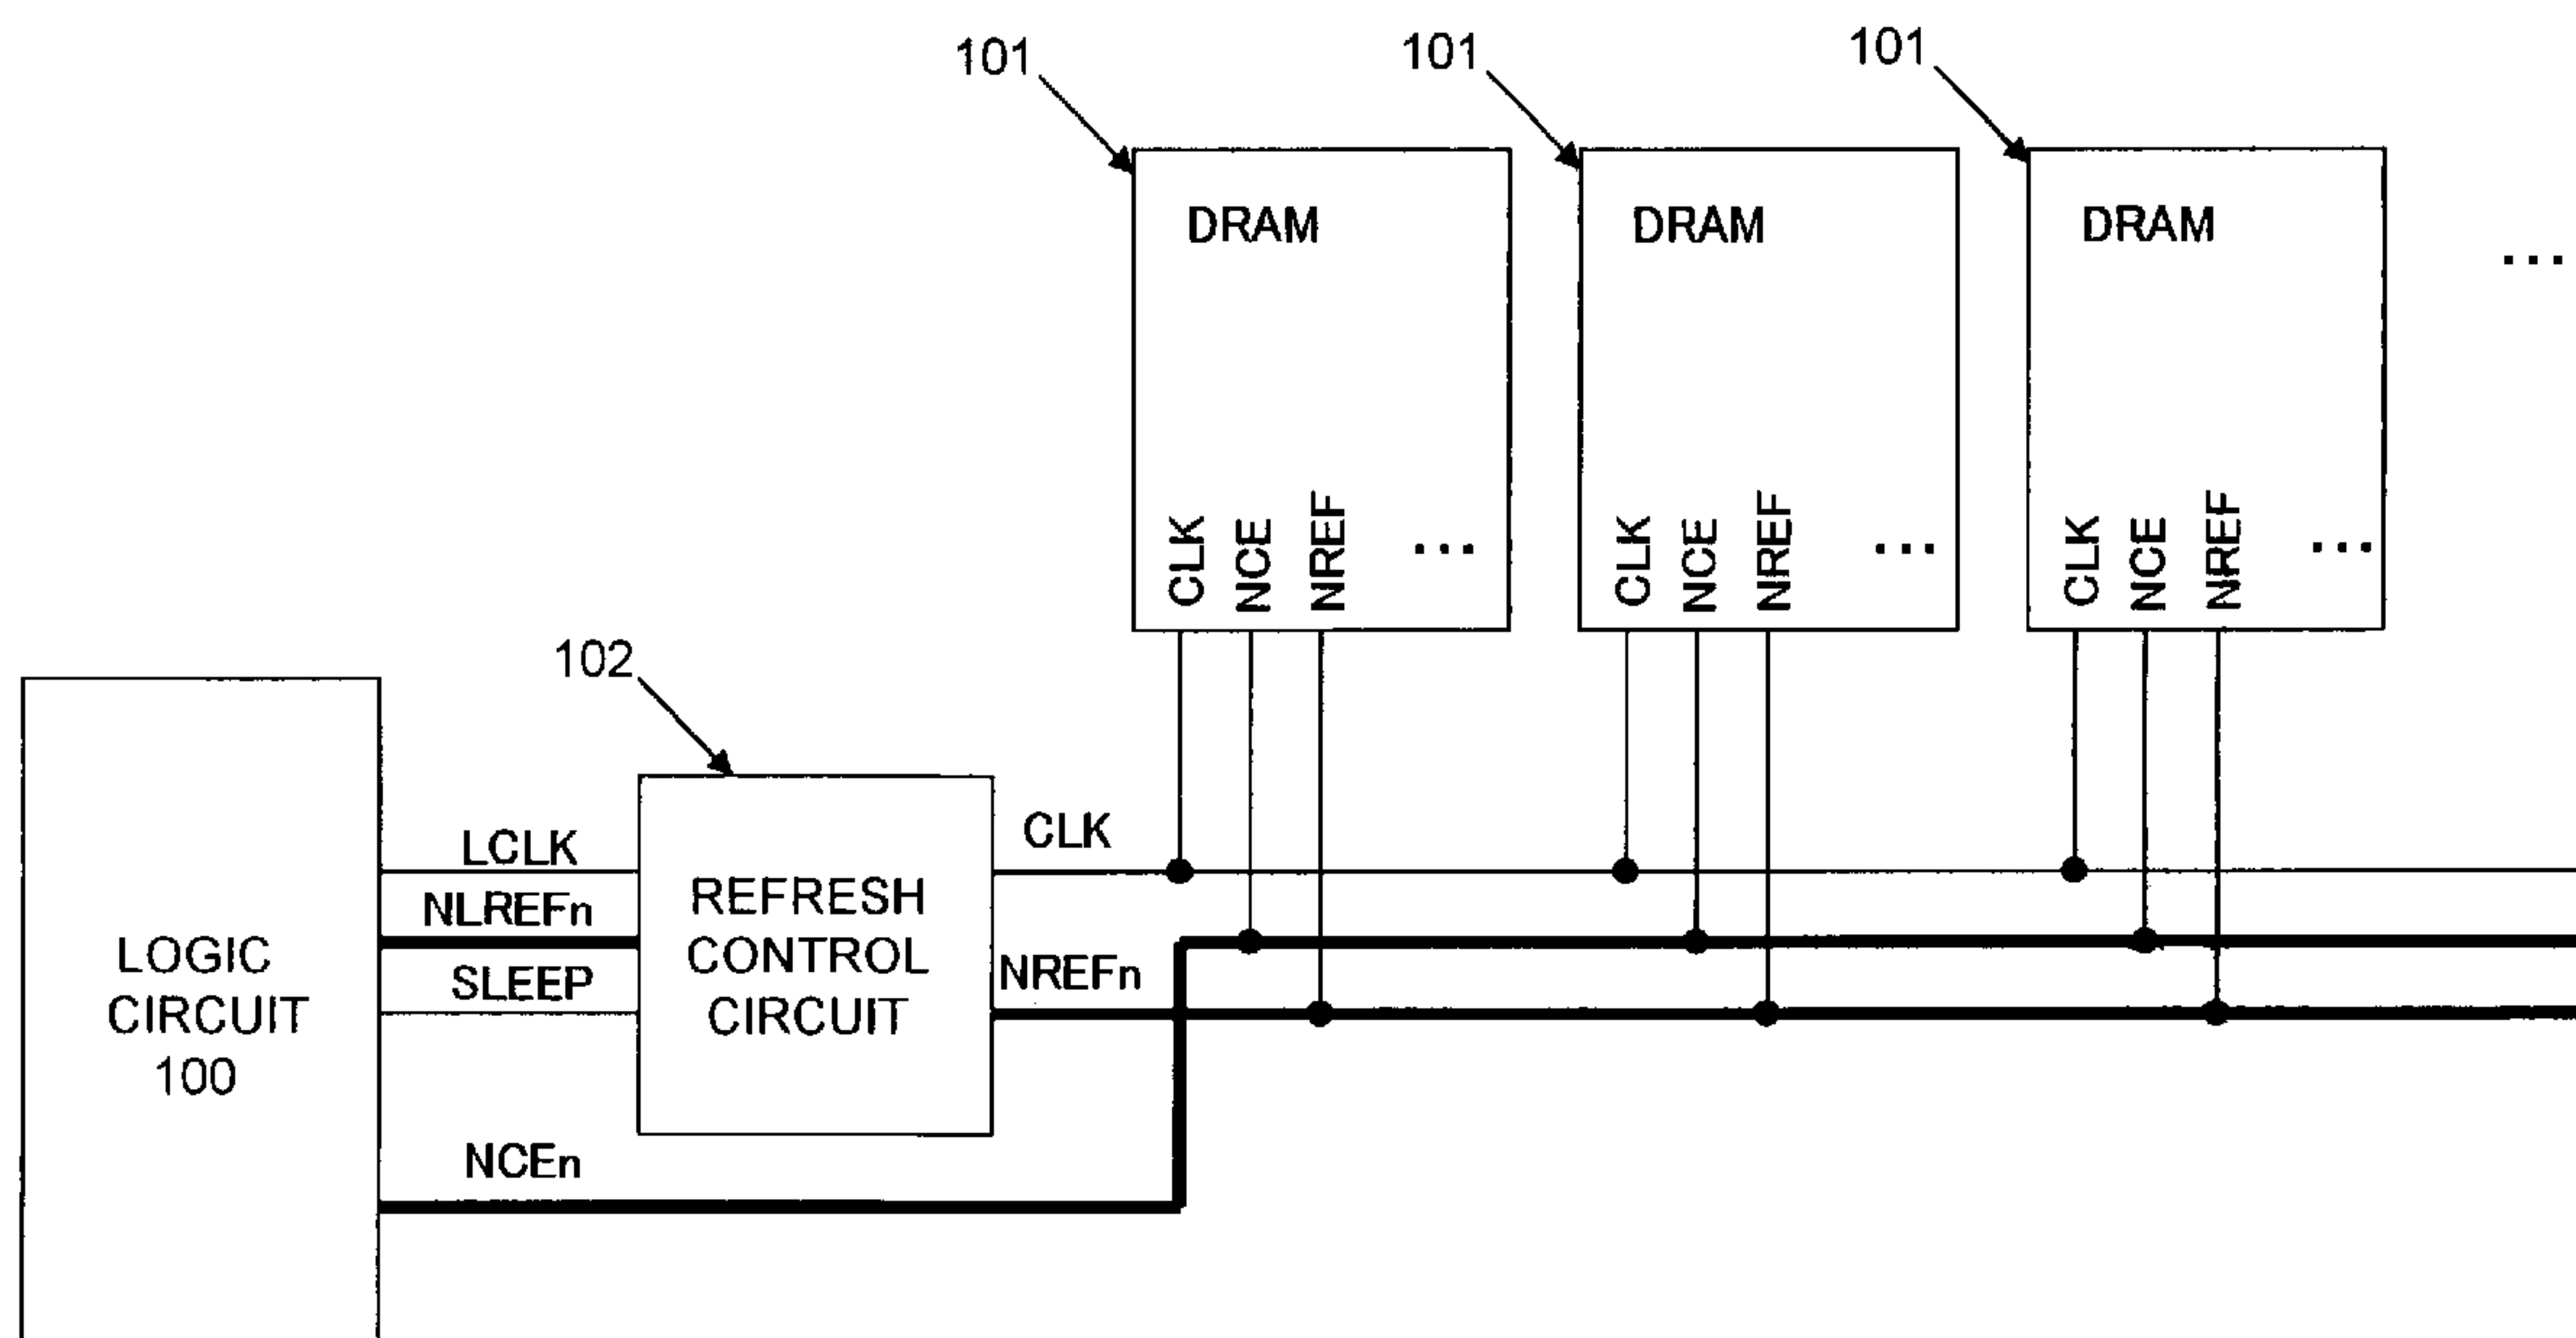 101
101
101
DRAM
DRAM
DRAM
...
CLK
NCE
NREF
...
CLK
NCE
NREF
...
CLK
NCE
NREF
...
102
LCLK
NLREFn
SLEEP
NCEn
LOGIC
CIRCUIT
100
REFRESH
CONTROL
CIRCUIT
CLK
NREFn